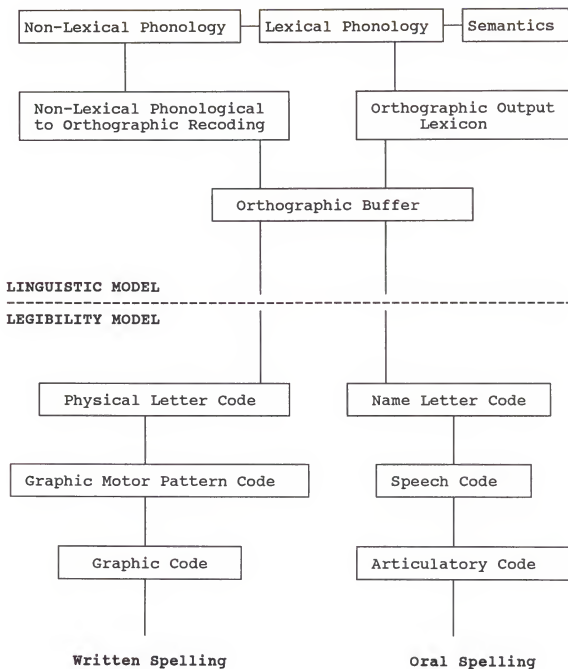 Non-Lexical Phonology Lexical Phonology Semantics
Non-Lexical Phonological
to Orthographic Recoding
Orthographic Output
Lexicon
Orthographic Buffer
LINGUISTIC MODEL
LEGIBILITY MODEL
Physical Letter Code Name Letter Code
Graphic Motor Pattern Code Speech Code
Graphic Code Articulatory Code
Written Spelling Oral Spelling